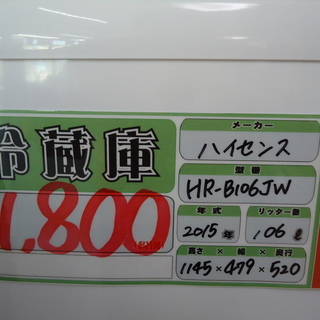 冷蔵庫
1,800
メーカー
ハイセンス
型番
HR-B106JW
年式
リッター数
2015年
106ℓ
高さ×幅×奥行
1145×479×520